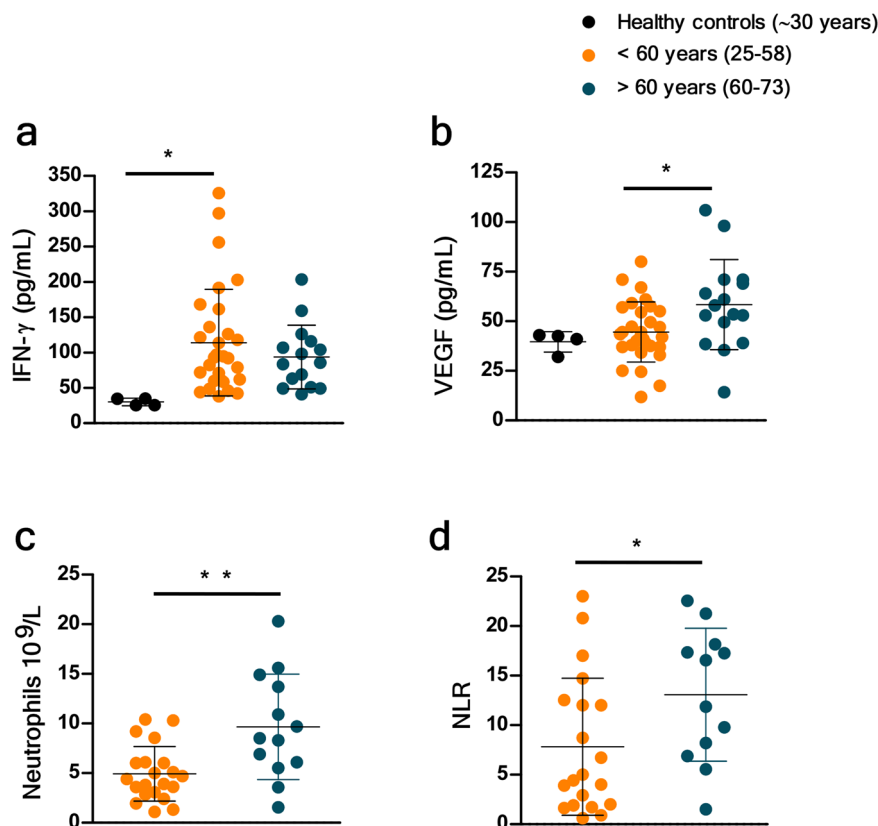 Healthy controls (~30 years)
< 60 years (25-58)
> 60 years (60-73)
a
*
350
300
250
200
150
100
50
0
IFN-γ (pg/mL)
b
*
125
100
75
50
25
0
VEGF (pg/mL)
c
* *
25
20
15
10
5
0
Neutrophils 10⁹/L
d
*
25
20
15
10
5
0
NLR